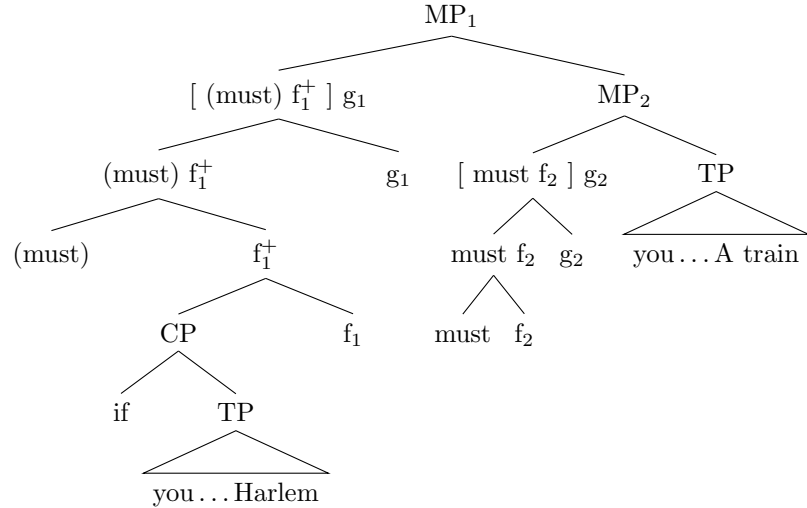 MP₁
[ (must) f₁⁺ ] g₁ MP₂
(must) f₁⁺ g₁ [ must f₂ ] g₂ TP
(must) f₁⁺ must f₂ g₂ you…A train
CP f₁ must f₂
if TP
you…Harlem